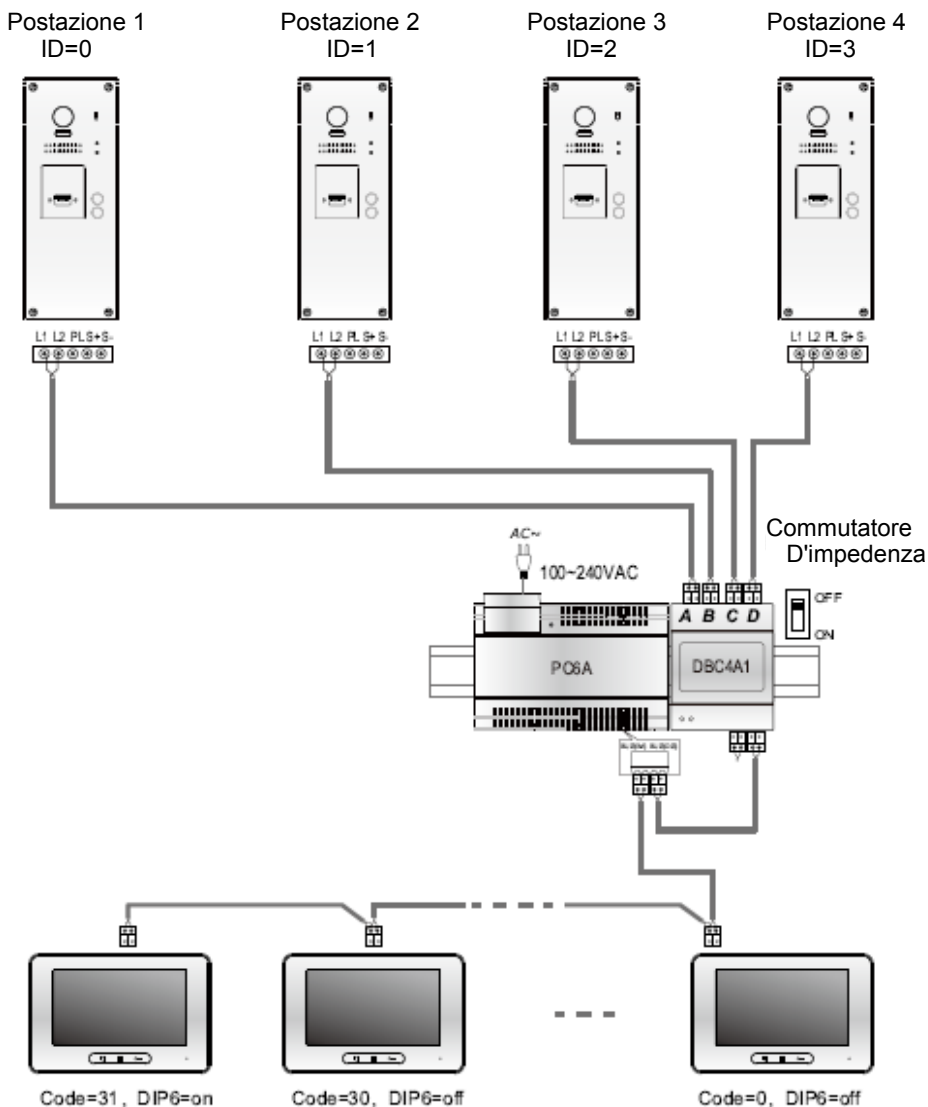 Postazione 1
ID=0
Postazione 2
ID=1
Postazione 3
ID=2
Postazione 4
ID=3
L1 L2 PL S+ S-
L1 L2 PL S+ S-
L1 L2 PL S+ S-
L1 L2 PL S+ S-
Commutatore
D'impedenza
AC~
100~240VAC
OFF
ON
A B C D
PC6A
DBC4A1
Code=31, DIP6=on
Code=30, DIP6=off
Code=0, DIP6=off